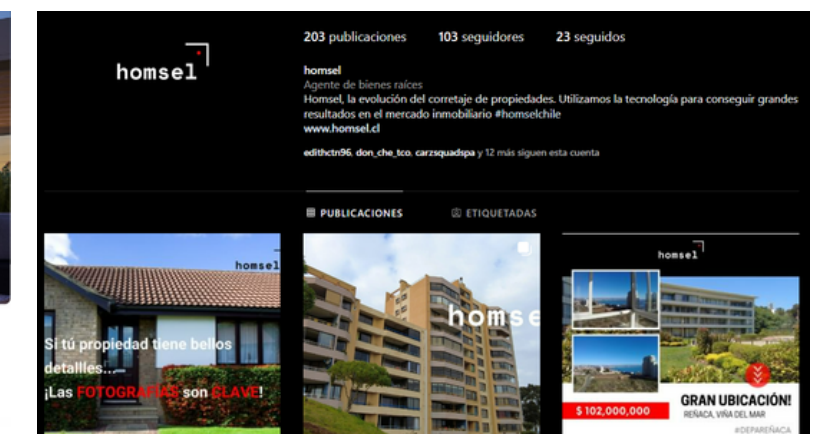 203 publicaciones 103 seguidores 23 seguidos
homsel
homsel
Agente de bienes raíces
Homsel, la evolución del corretaje de propiedades. Utilizamos la tecnología para conseguir grandes
resultados en el mercado inmobiliario #homselchile
www.homsel.cl
edithctn96, don_che_tco, carzsquadspa y 12 más siguen esta cuenta
PUBLICACIONES ETIQUETADAS
homsel
Si tú propiedad tiene bellos
detallles...
¡Las FOTOGRAFÍAS son CLAVE!
homse
homsel
$ 102,000,000
GRAN UBICACIÓN!
REÑACA, VIÑA DEL MAR
#DEPAREÑACA